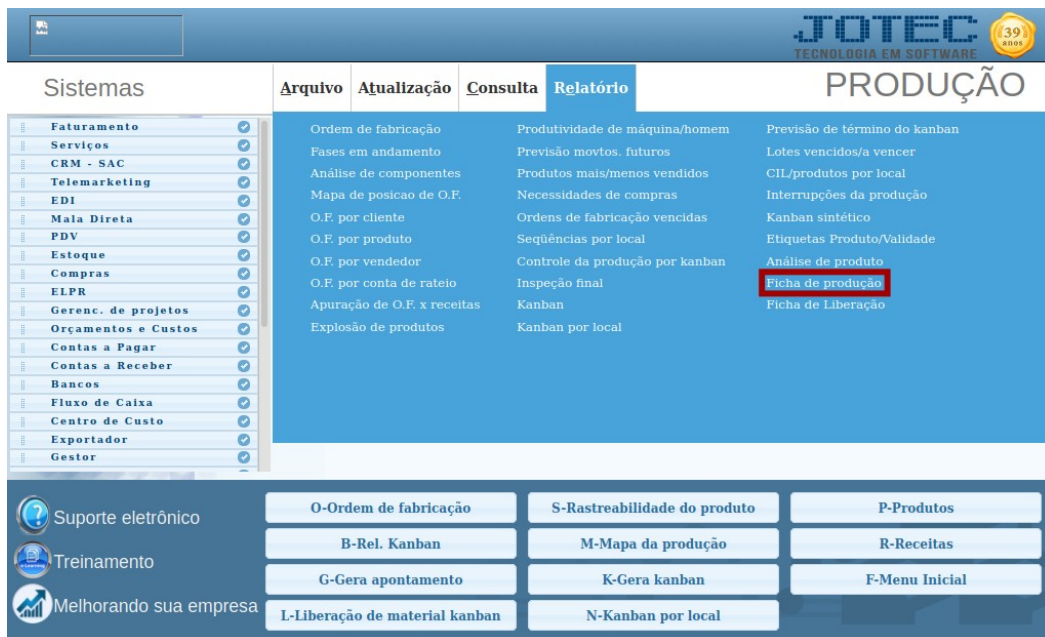 JOTEC
TECNOLOGIA EM SOFTWARE
39
anos
Sistemas
Arquivo Atualização Consulta Relatório
PRODUÇÃO
Faturamento
Serviços
CRM - SAC
Telemarketing
EDI
Mala Direta
PDV
Estoque
Compras
ELPR
Gerenc. de projetos
Orçamentos e Custos
Contas a Pagar
Contas a Receber
Bancos
Fluxo de Caixa
Centro de Custo
Exportador
Gestor
Ordem de fabricação
Fases em andamento
Análise de componentes
Mapa de posicao de O.F.
O.F. por cliente
O.F. por produto
O.F. por vendedor
O.F. por conta de rateio
Apuração de O.F. x receitas
Explosão de produtos
Produtividade de máquina/homem
Previsão movtos. futuros
Produtos mais/menos vendidos
Necessidades de compras
Ordens de fabricação vencidas
Seqüências por local
Controle da produção por kanban
Inspeção final
Kanban
Kanban por local
Previsão de término do kanban
Lotes vencidos/a vencer
CIL/produtos por local
Interrupções da produção
Kanban sintético
Etiquetas Produto/Validade
Análise de produto
Ficha de produção
Ficha de Liberação
Suporte eletrônico
Treinamento
Melhorando sua empresa
O-Ordem de fabricação
S-Rastreabilidade do produto
P-Produtos
B-Rel. Kanban
M-Mapa da produção
R-Receitas
G-Gera apontamento
K-Gera kanban
F-Menu Inicial
L-Liberação de material kanban
N-Kanban por local